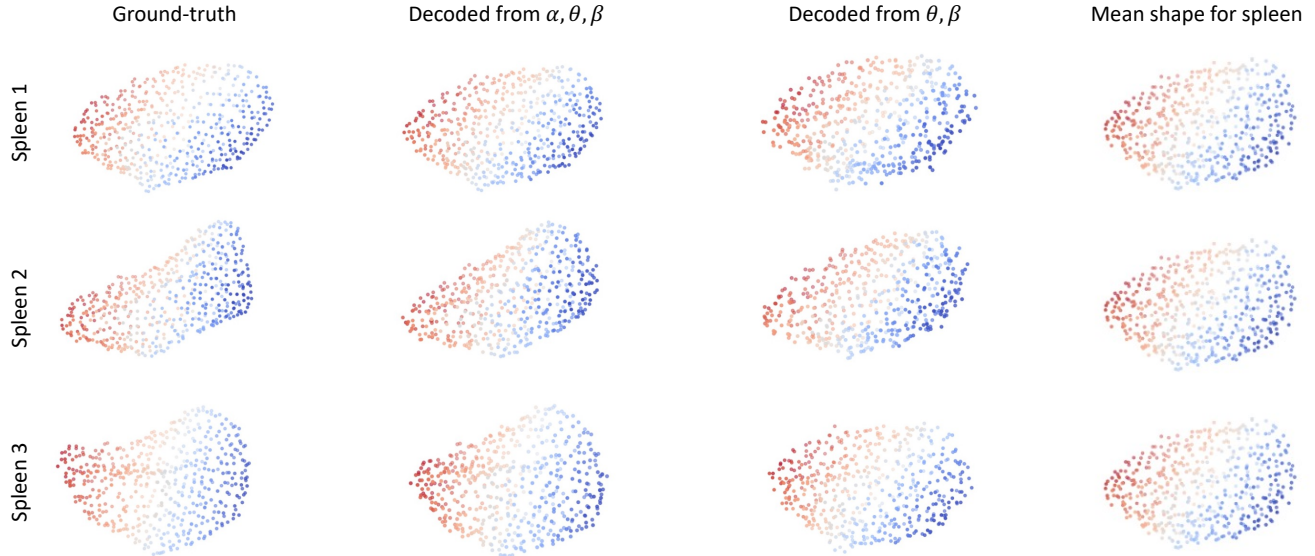 Ground-truth
Decoded from α, θ, β
Decoded from θ, β
Mean shape for spleen
Spleen 1
Spleen 2
Spleen 3